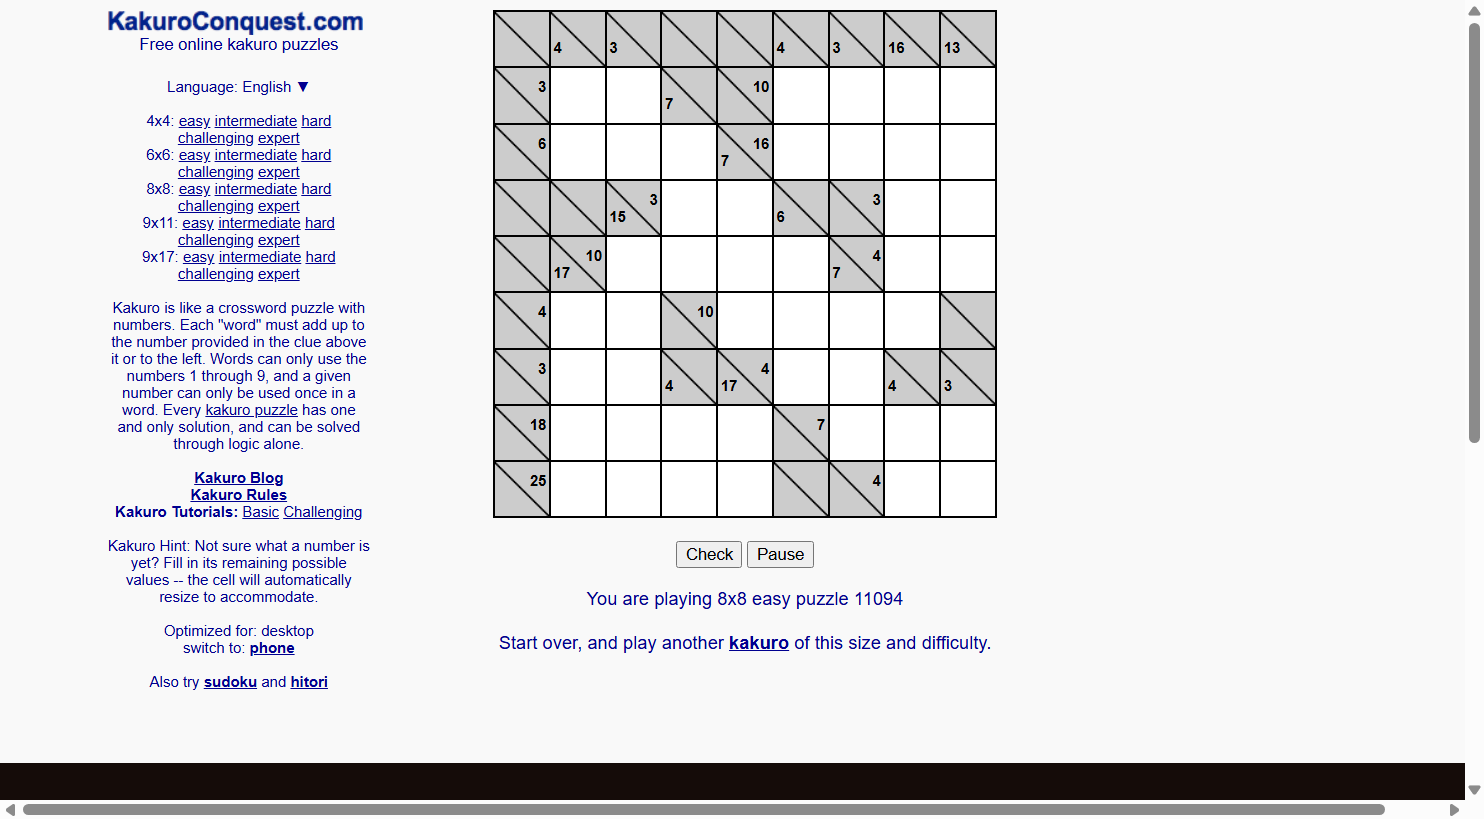 KakuroConquest.com
Free online kakuro puzzles
Language: English ▼
4x4: easy intermediate hard
challenging expert
6x6: easy intermediate hard
challenging expert
8x8: easy intermediate hard
challenging expert
9x11: easy intermediate hard
challenging expert
9x17: easy intermediate hard
challenging expert
Kakuro is like a crossword puzzle with
numbers. Each "word" must add up to
the number provided in the clue above
it or to the left. Words can only use the
numbers 1 through 9, and a given
number can only be used once in a
word. Every kakuro puzzle has one
and only solution, and can be solved
through logic alone.
Kakuro Blog
Kakuro Rules
Kakuro Tutorials: Basic Challenging
Kakuro Hint: Not sure what a number is
yet? Fill in its remaining possible
values -- the cell will automatically
resize to accommodate.
Optimized for: desktop
switch to: phone
Also try sudoku and hitori
4 3 4 3 16 13
3 7 10
6 7 16
15 3 6 3
17 10 7 4
4 10
3 4 17 4 4 3
18 7
25 4
Check Pause
You are playing 8x8 easy puzzle 11094
Start over, and play another kakuro of this size and difficulty.